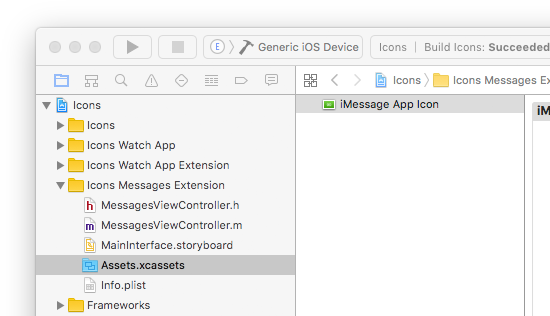 E Generic iOS Device Icons Build Icons: Succeeded
Icons Icons Messages Ex
Icons
iMessage App Icon
iM
Icons
Icons Watch App
Icons Watch App Extension
Icons Messages Extension
h MessagesViewController.h
m MessagesViewController.m
MainInterface.storyboard
Assets.xcassets
Info.plist
Frameworks